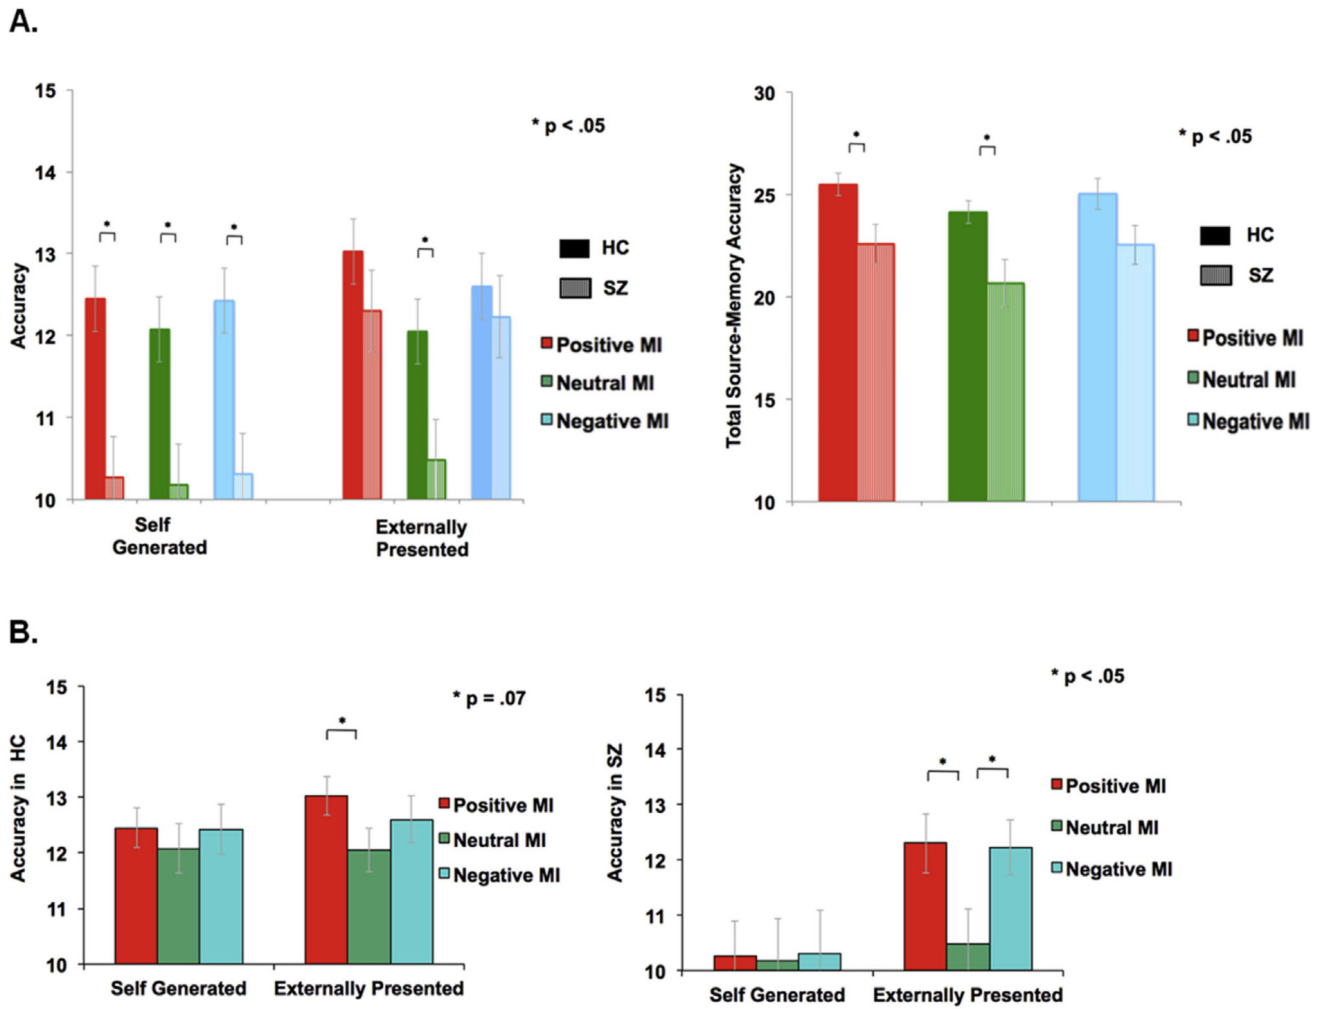 A.
15
14
13
12
11
10
Accuracy
*
*
*
*
* p < .05
HC
SZ
Positive MI
Neutral MI
Negative MI
Self
Generated
Externally
Presented
30
25
20
15
10
Total Source-Memory Accuracy
*
*
* p < .05
HC
SZ
Positive MI
Neutral MI
Negative MI
B.
15
14
13
12
11
10
Accuracy in HC
*
* p = .07
Positive MI
Neutral MI
Negative MI
Self Generated
Externally Presented
15
14
13
12
11
10
Accuracy in SZ
*
*
* p < .05
Positive MI
Neutral MI
Negative MI
Self Generated
Externally Presented